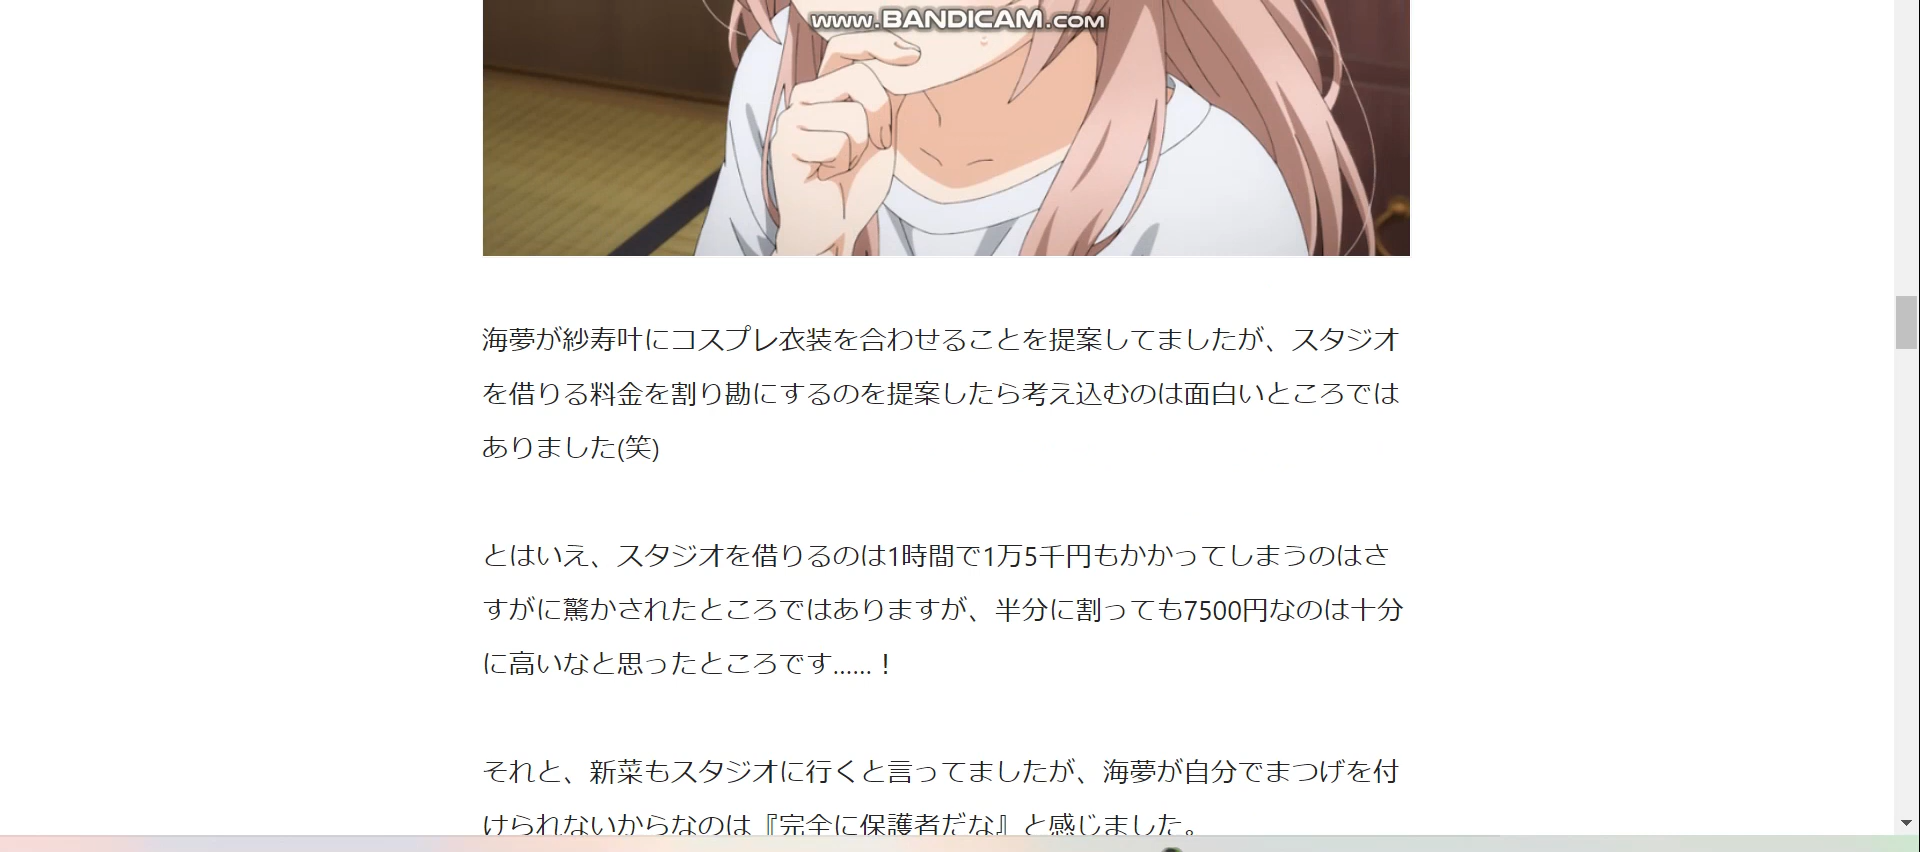 www.BANDICAM.com
海夢が紗寿叶にコスプレ衣装を合わせることを提案してましたが、スタジオ
を借りる料金を割り勘にするのを提案したら考え込むのは面白いところでは
ありました(笑)
とはいえ、スタジオを借りるのは1時間で1万5千円もかかってしまうのはさ
すがに驚かされたところではありますが、半分に割っても7500円なのは十分
に高いなと思ったところです……！
それと、新菜もスタジオに行くと言ってましたが、海夢が自分でまつげを付
けられないからなのは『完全に保護者だな』と感じました。